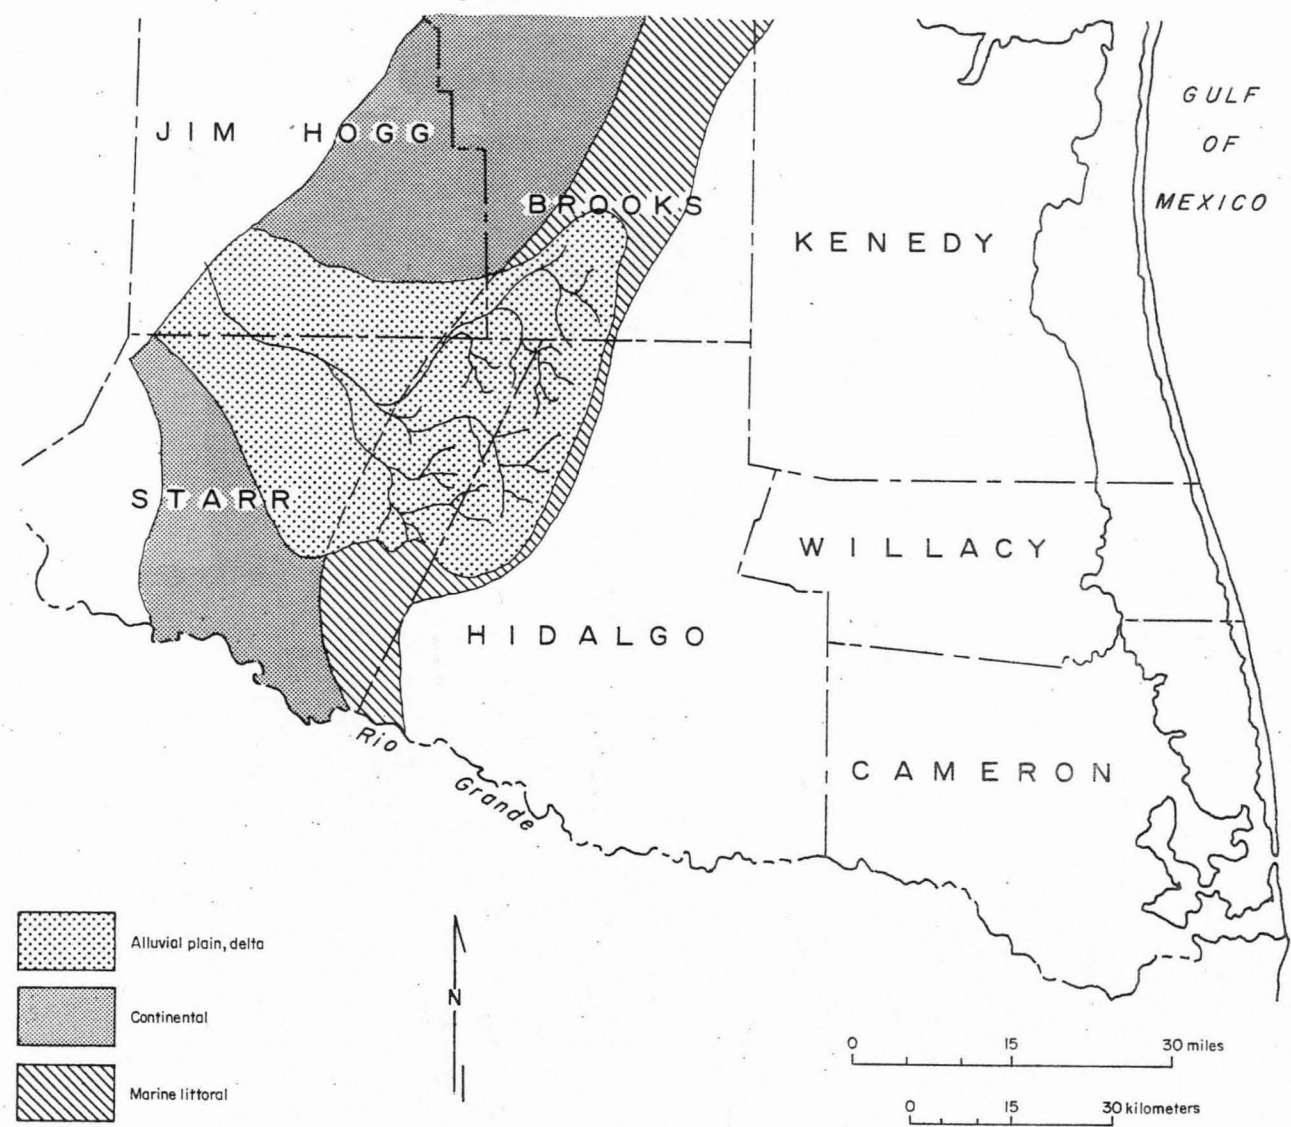 GULF
OF
MEXICO
JIM HOGG
BROOKS
KENEDY
STARR
WILLACY
HIDALGO
Rio
Grande
CAMERON
Alluvial plain, delta
Continental
Marine littoral
N
0 15 30 miles
0 15 30 kilometers